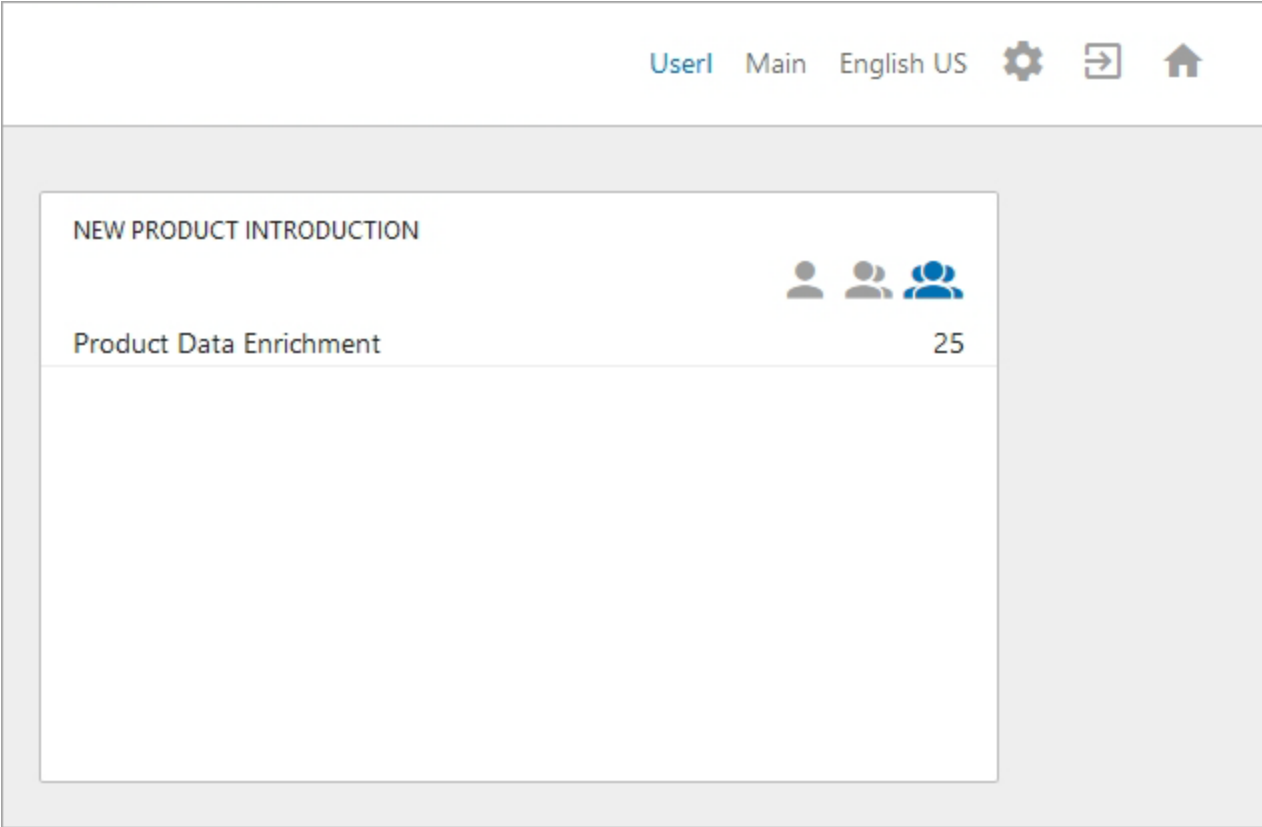 UserI Main English US
NEW PRODUCT INTRODUCTION
Product Data Enrichment 25